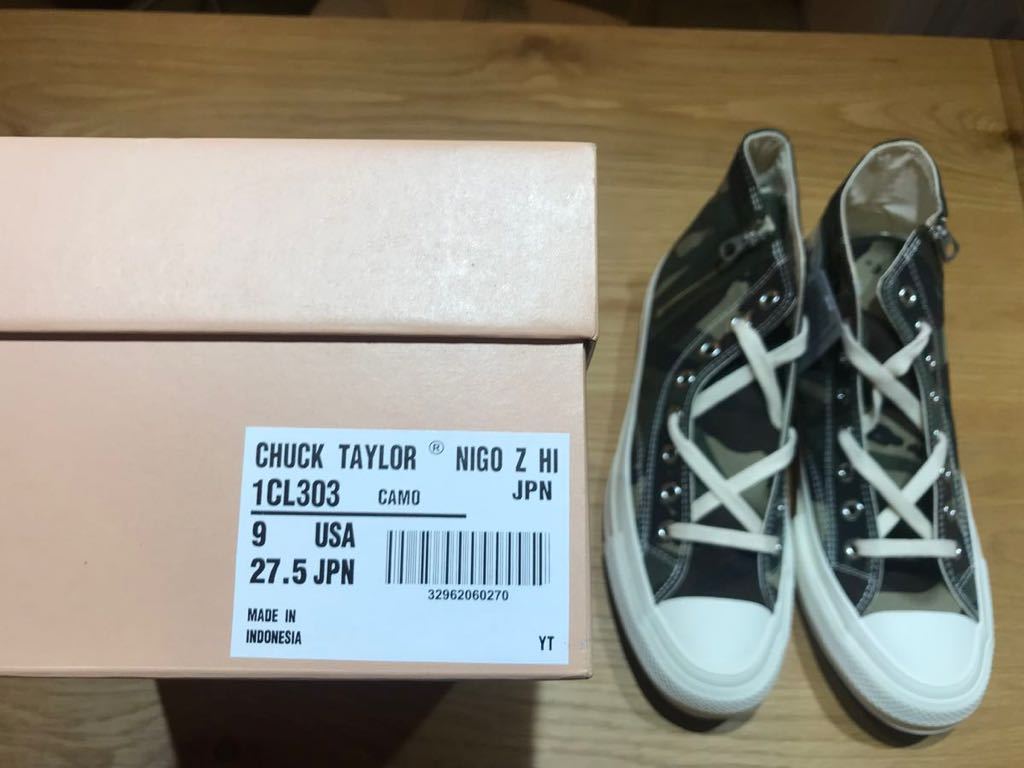 CHUCK TAYLOR ® NIGO Z HI
1CL303 CAMO JPN
9 USA
27.5 JPN
32962060270
MADE IN
INDONESIA
YT